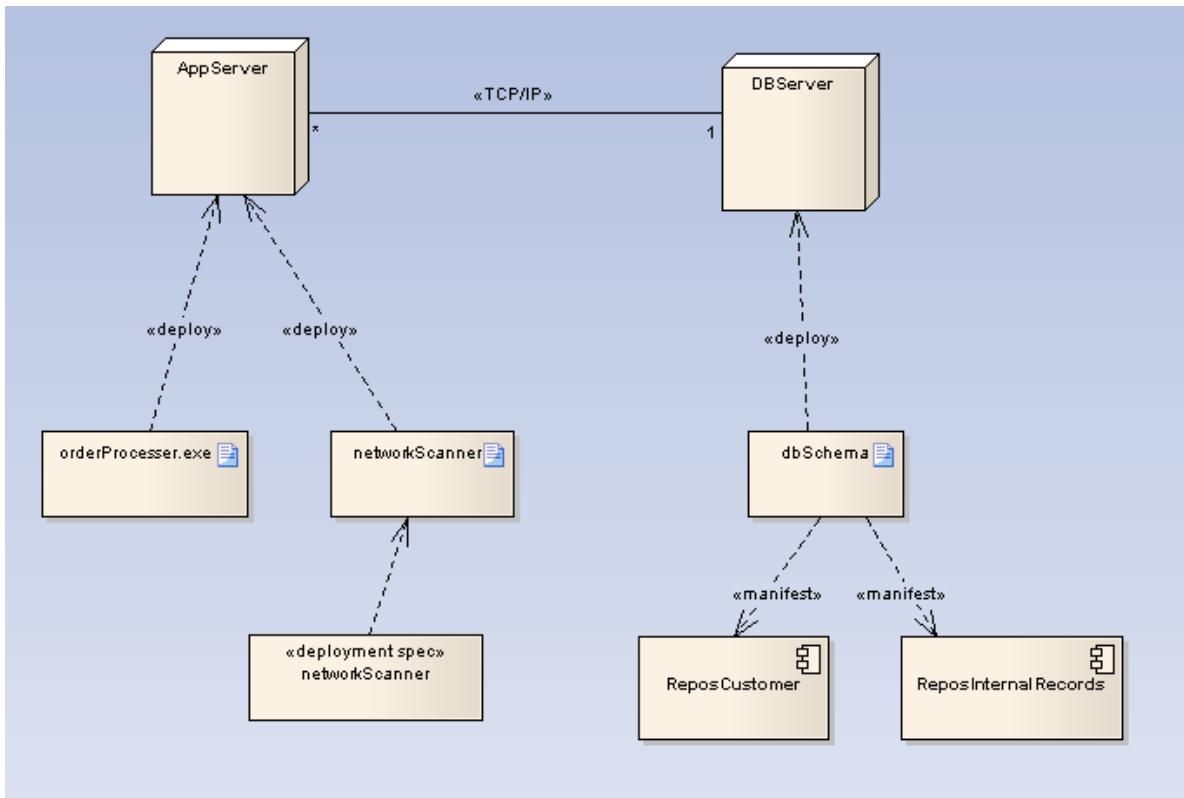 AppServer
DBServer
«TCP/IP»
*
1
«deploy»
«deploy»
«deploy»
orderProcesser.exe
networkScanner
dbSchema
«manifest»
«manifest»
«deployment spec»
networkScanner
ReposCustomer
ReposInternalRecords